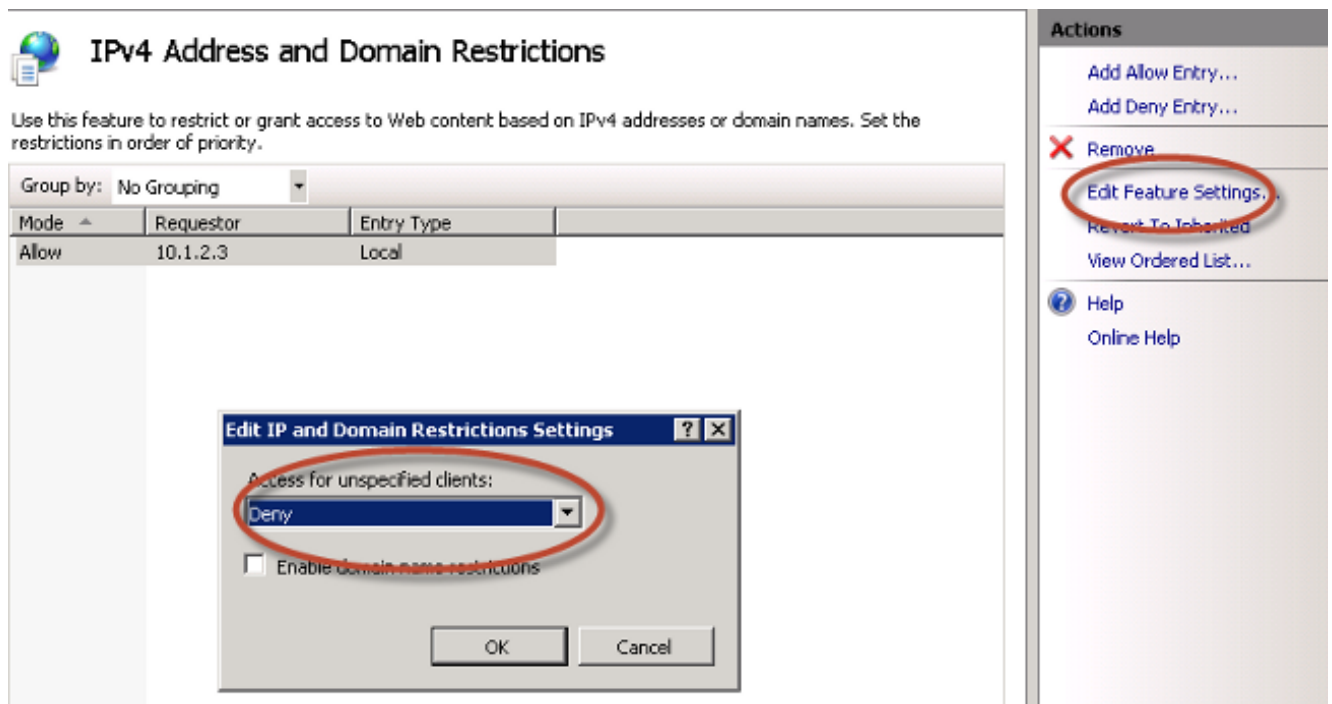 IPv4 Address and Domain Restrictions
Use this feature to restrict or grant access to Web content based on IPv4 addresses or domain names. Set the
restrictions in order of priority.
Group by: No Grouping
Mode Requestor Entry Type
Allow 10.1.2.3 Local
Edit IP and Domain Restrictions Settings
Access for unspecified clients:
Deny
Enable domain name restrictions
OK Cancel
Actions
Add Allow Entry...
Add Deny Entry...
Remove
Edit Feature Settings...
Revert To Inherited
View Ordered List...
Help
Online Help